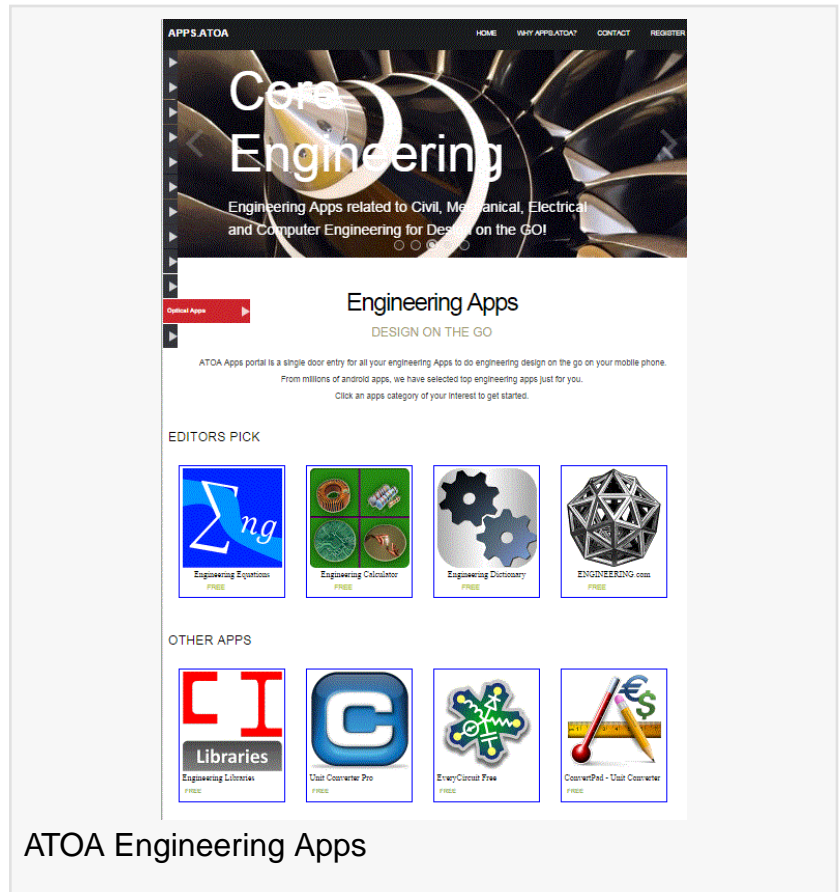 APPS.ATOA HOME WHY APPS.ATOA? CONTACT REGISTER
Core
Engineering
Engineering Apps related to Civil, Mechanical, Electrical
and Computer Engineering for Design on the GO!
Optical Apps
Engineering Apps
DESIGN ON THE GO
ATOA Apps portal is a single door entry for all your engineering Apps to do engineering design on the go on your mobile phone.
From millions of android apps, we have selected top engineering apps just for you.
Click an apps category of your interest to get started.
EDITORS PICK
ng
Engineering Equations
FREE
Engineering Calculator
FREE
Engineering Dictionary
FREE
ENGINEERING.com
FREE
OTHER APPS
Libraries
Engineering Libraries
FREE
C
Unit Converter Pro
FREE
EveryCircuit Free
FREE
€$
ConvertPad - Unit Converter
FREE
ATOA Engineering Apps